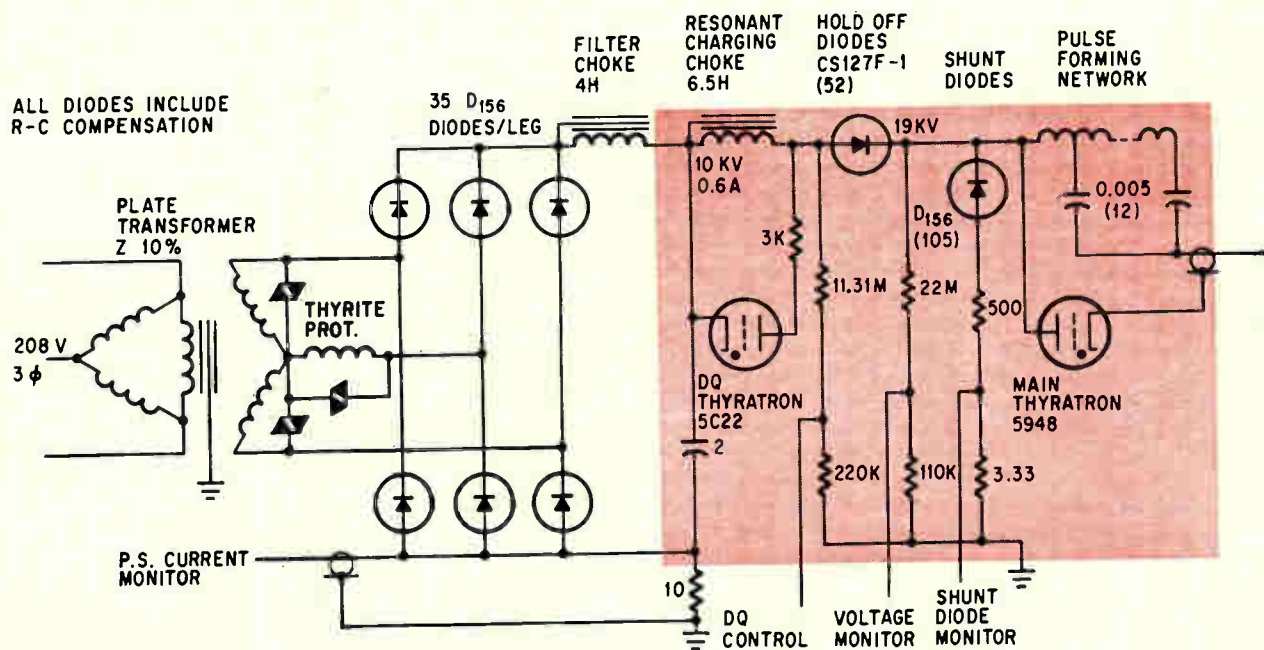 ALL DIODES INCLUDE
R-C COMPENSATION
35 D156
DIODES/LEG
FILTER
CHOKE
4H
RESONANT
CHARGING
CHOKE
6.5H
HOLD OFF
DIODES
CS127F-1
(52)
SHUNT
DIODES
PULSE
FORMING
NETWORK
PLATE
TRANSFORMER
Z 10%
208 V
3 ϕ
THYRITE
PROT.
10 KV
0.6A
19KV
3K
11.31M
D156
(105)
22M
500
0.005
(12)
DQ
THYRATRON
5C22
MAIN
THYRATRON
5948
2
220K
110K
3.33
P.S. CURRENT
MONITOR
10
DQ
CONTROL
VOLTAGE
MONITOR
SHUNT
DIODE
MONITOR